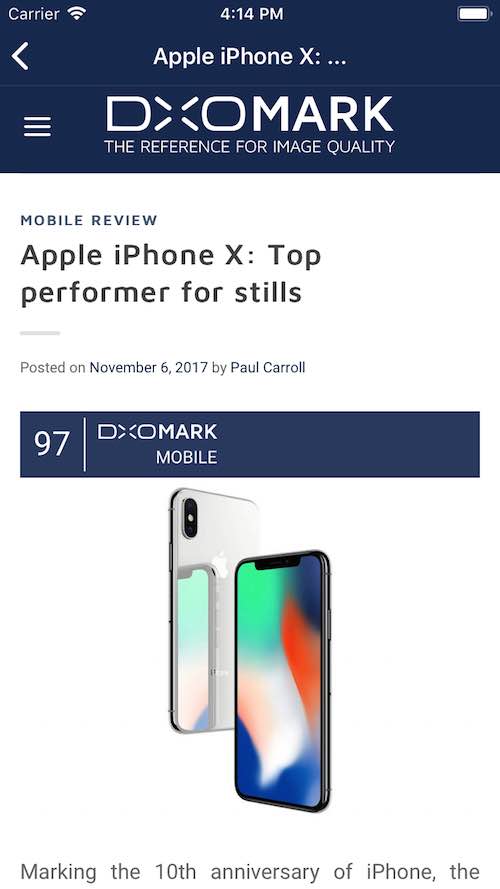 Carrier 4:14 PM
Apple iPhone X: ...
DXOMARK
THE REFERENCE FOR IMAGE QUALITY
MOBILE REVIEW
Apple iPhone X: Top
performer for stills
Posted on November 6, 2017 by Paul Carroll
97 DXOMARK
MOBILE
Marking the 10th anniversary of iPhone, the